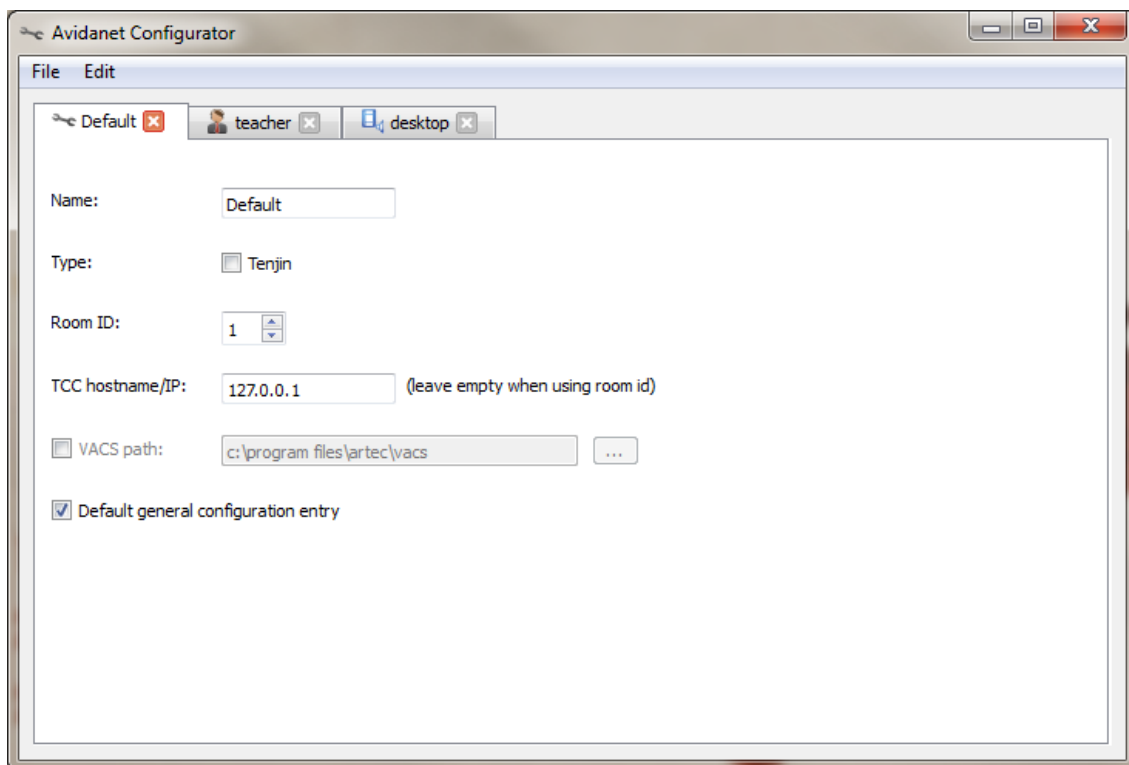 Avidanet Configurator
File Edit
Default teacher desktop
Name: Default
Type: Tenjin
Room ID: 1
TCC hostname/IP: 127.0.0.1 (leave empty when using room id)
VACS path: c:\program files\artec\vacs ...
Default general configuration entry